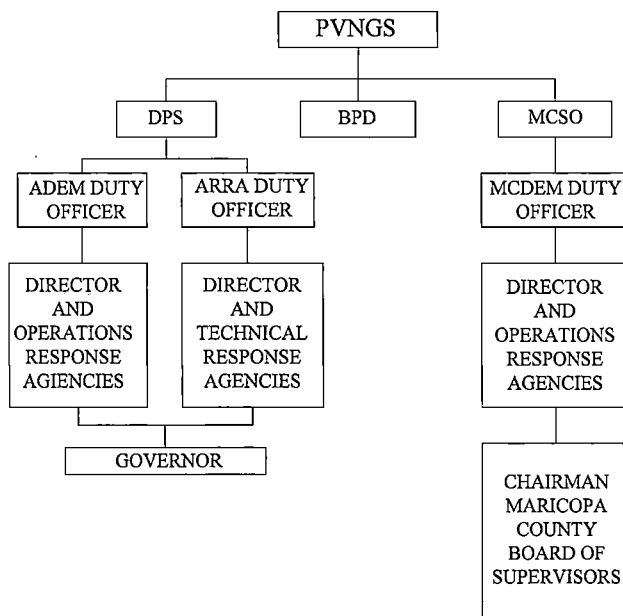 PVNGS
DPS
BPD
MCSO
ADEM DUTY
OFFICER
ARRA DUTY
OFFICER
MCDEM DUTY
OFFICER
DIRECTOR
AND
OPERATIONS
RESPONSE
AGIENCIES
DIRECTOR
AND
TECHNICAL
RESPONSE
AGENCIES
DIRECTOR
AND
OPERATIONS
RESPONSE
AGENCIES
GOVERNOR
CHAIRMAN
MARICOPA
COUNTY
BOARD OF
SUPERVISORS